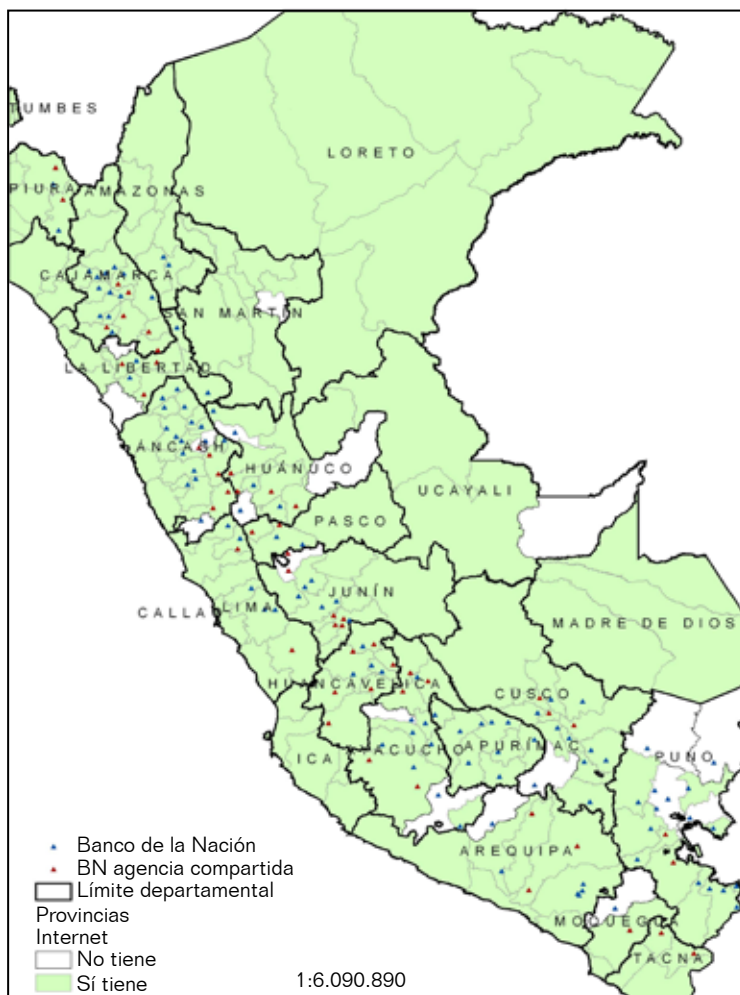 TUMBES
LORETO
PIURA
AMAZONAS
CAJAMARCA
SAN MARTÍN
LA LIBERTAD
ÁNCASH
HUÁNUCO
UCAYALI
PASCO
JUNÍN
CALLA
LIMA
MADRE DE DIOS
HUANCAVELICA
CUSCO
ICA
AYACUCHO
APURÍMAC
PUNO
AREQUIPA
MOQUEGUA
TACNA
Banco de la Nación
BN agencia compartida
Límite departamental
Provincias
Internet
No tiene
Sí tiene
1:6.090.890